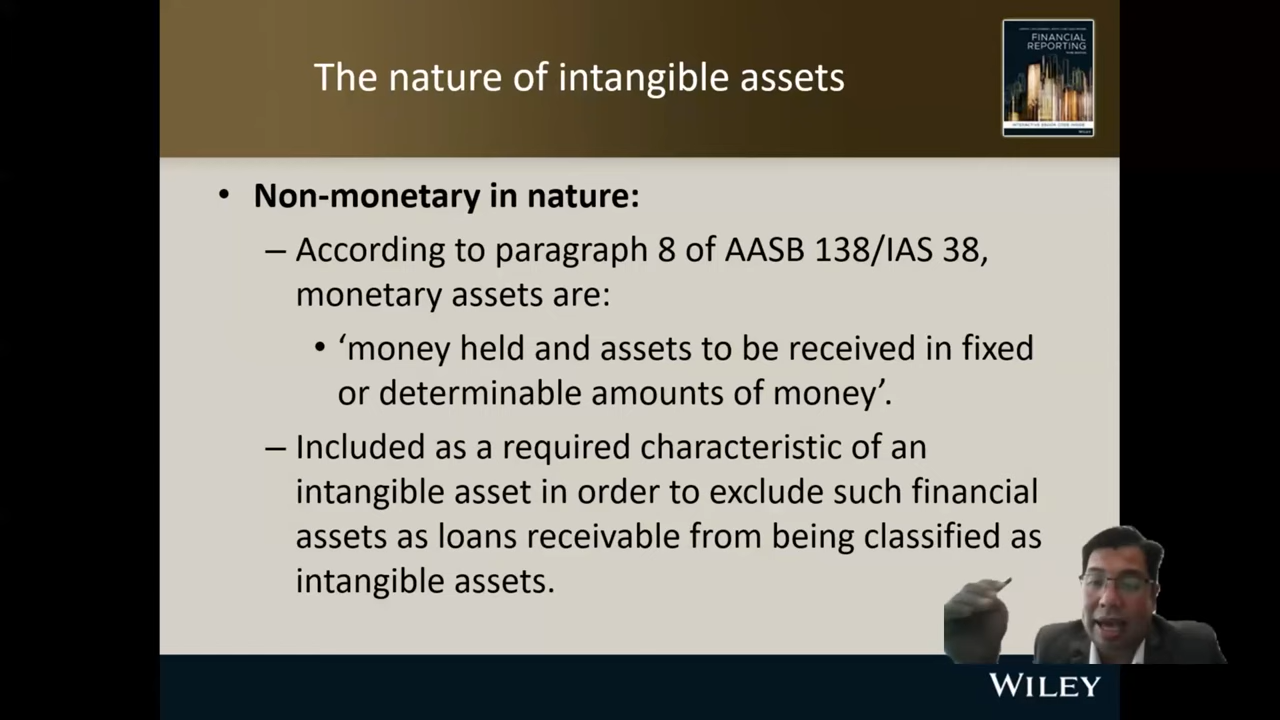 The nature of intangible assets
FINANCIAL
REPORTING
• Non-monetary in nature:
– According to paragraph 8 of AASB 138/IAS 38,
monetary assets are:
• ‘money held and assets to be received in fixed
or determinable amounts of money’.
– Included as a required characteristic of an
intangible asset in order to exclude such financial
assets as loans receivable from being classified as
intangible assets.
WILEY